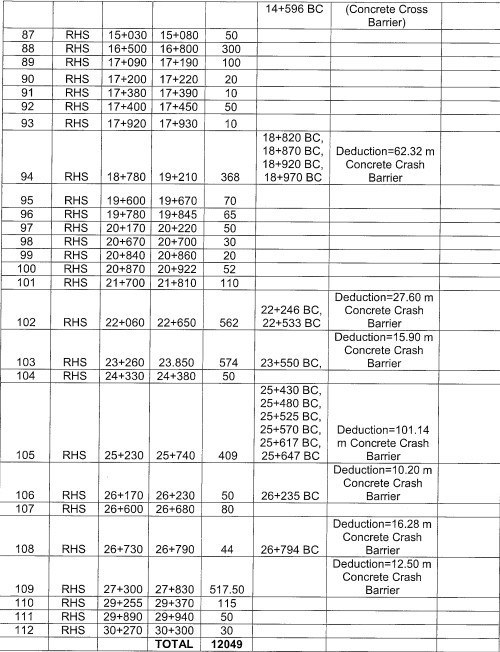 14+596 BC (Concrete Cross
Barrier)
87 RHS 15+030 15+080 50
88 RHS 16+500 16+800 300
89 RHS 17+090 17+190 100
90 RHS 17+200 17+220 20
91 RHS 17+380 17+390 10
92 RHS 17+400 17+450 50
93 RHS 17+920 17+930 10
18+820 BC,
18+870 BC, Deduction=62.32 m
18+920 BC, Concrete Crash
94 RHS 18+780 19+210 368 18+970 BC Barrier
95 RHS 19+600 19+670 70
96 RHS 19+780 19+845 65
97 RHS 20+170 20+220 50
98 RHS 20+670 20+700 30
99 RHS 20+840 20+860 20
100 RHS 20+870 20+922 52
101 RHS 21+700 21+810 110
Deduction=27.60 m
22+246 BC, Concrete Crash
102 RHS 22+060 22+650 562 22+533 BC Barrier
Deduction=15.90 m
Concrete Crash
103 RHS 23+260 23.850 574 23+550 BC, Barrier
104 RHS 24+330 24+380 50
25+430 BC,
25+480 BC,
25+525 BC,
25+570 BC, Deduction=101.14
25+617 BC, m Concrete Crash
105 RHS 25+230 25+740 409 25+647 BC Barrier
Deduction=10.20 m
Concrete Crash
106 RHS 26+170 26+230 50 26+235 BC Barrier
107 RHS 26+600 26+680 80
Deduction=16.28 m
Concrete Crash
108 RHS 26+730 26+790 44 26+794 BC Barrier
Deduction=12.50 m
Concrete Crash
109 RHS 27+300 27+830 517.50 Barrier
110 RHS 29+255 29+370 115
111 RHS 29+890 29+940 50
112 RHS 30+270 30+300 30
TOTAL 12049